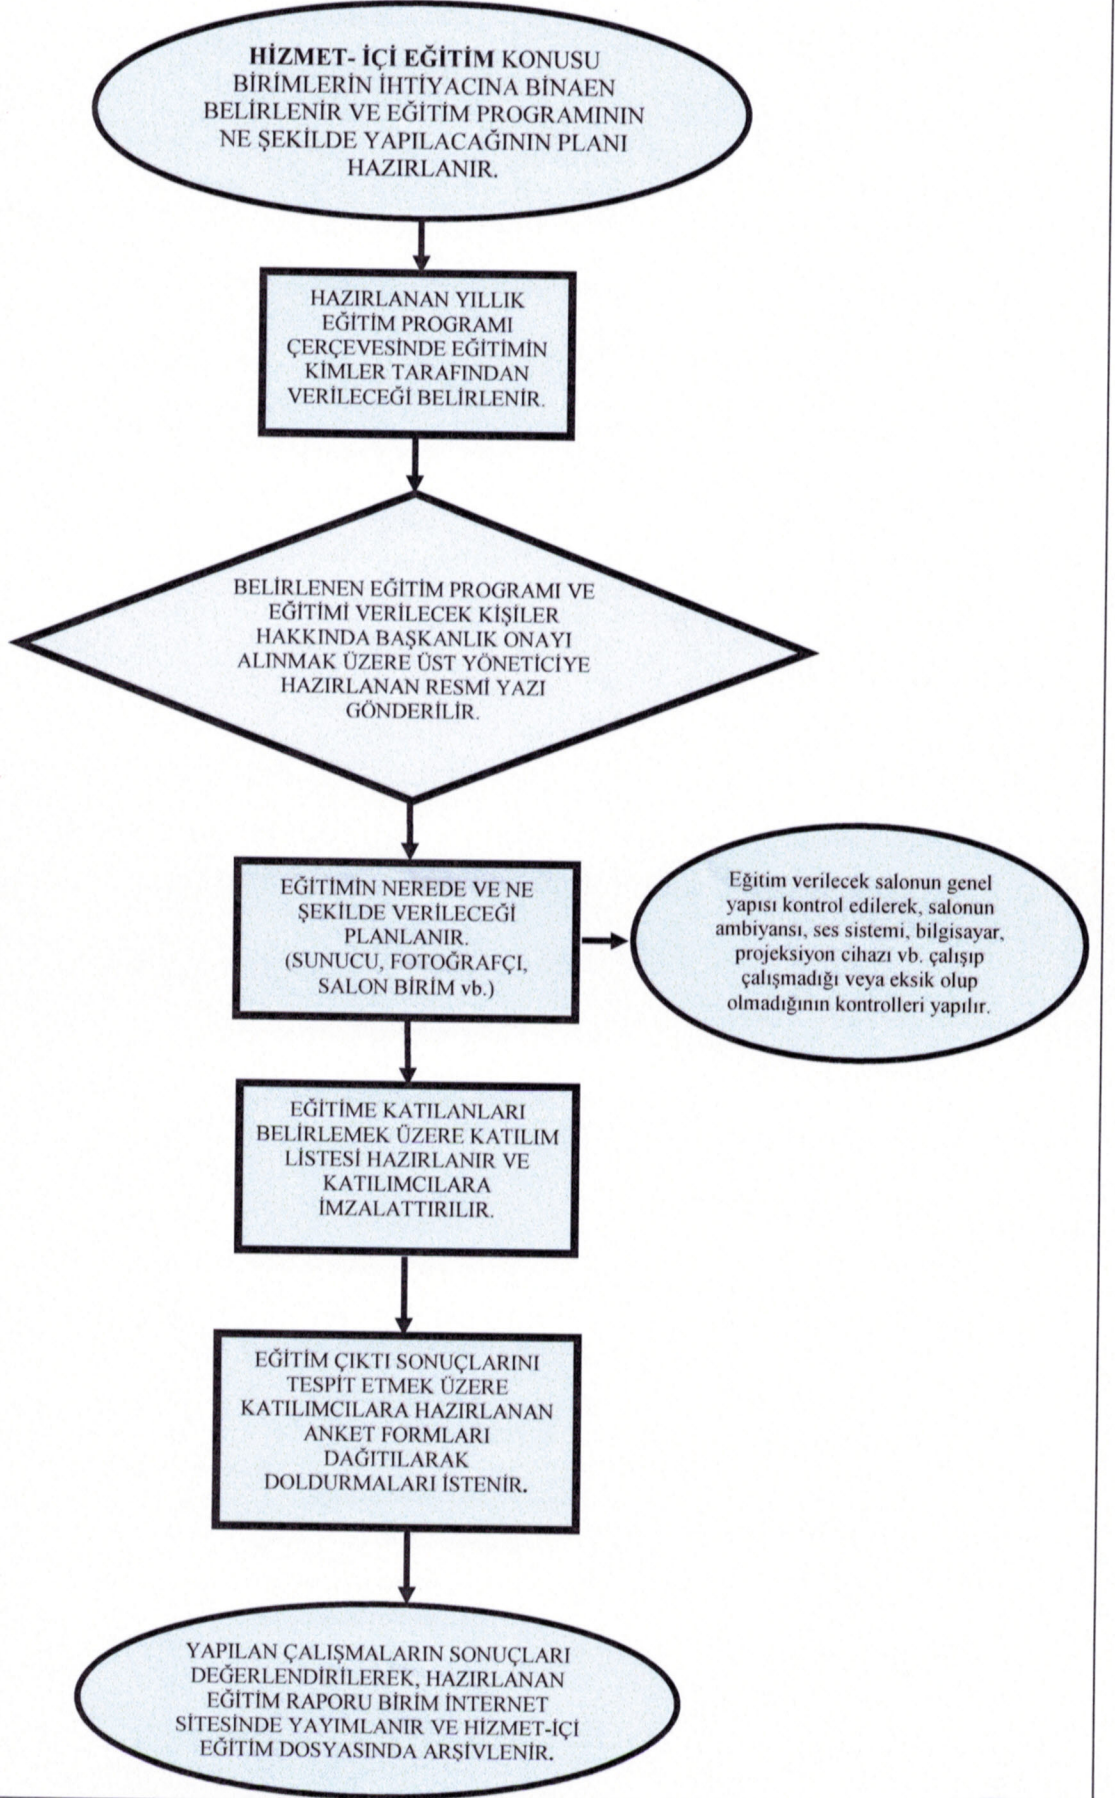 HİZMET- İÇİ EĞİTİM KONUSU
BİRİMLERİN İHTİYACINA BİNAEN
BELİRLENİR VE EĞİTİM PROGRAMININ
NE ŞEKİLDE YAPILACAĞININ PLANI
HAZIRLANIR.
HAZIRLANAN YILLIK
EĞİTİM PROGRAMI
ÇERÇEVESİNDE EĞİTİMİN
KİMLER TARAFINDAN
VERİLECEĞİ BELİRLENİR.
BELİRLENEN EĞİTİM PROGRAMI VE
EĞİTİMİ VERİLECEK KİŞİLER
HAKKINDA BAŞKANLIK ONAYI
ALINMAK ÜZERE ÜST YÖNETİCİYE
HAZIRLANAN RESMİ YAZI
GÖNDERİLİR.
EĞİTİMİN NEREDE VE NE
ŞEKİLDE VERİLECEĞİ
PLANLANIR.
(SUNUCU, FOTOĞRAFÇI,
SALON BİRİM vb.)
Eğitim verilecek salonun genel
yapısı kontrol edilerek, salonun
ambiyansı, ses sistemi, bilgisayar,
projeksiyon cihazı vb. çalışıp
çalışmadığı veya eksik olup
olmadığının kontrolleri yapılır.
EĞİTİME KATILANLARI
BELİRLEMEK ÜZERE KATILIM
LİSTESİ HAZIRLANIR VE
KATILIMCILARA
İMZALATTIRILIR.
EĞİTİM ÇIKTI SONUÇLARINI
TESPİT ETMEK ÜZERE
KATILIMCILARA HAZIRLANAN
ANKET FORMLARI
DAĞITILARAK
DOLDURMALARI İSTENİR.
YAPILAN ÇALIŞMALARIN SONUÇLARI
DEĞERLENDİRİLEREK, HAZIRLANAN
EĞİTİM RAPORU BİRİM İNTERNET
SİTESİNDE YAYIMLANIR VE HİZMET-İÇİ
EĞİTİM DOSYASINDA ARŞİVLENİR.